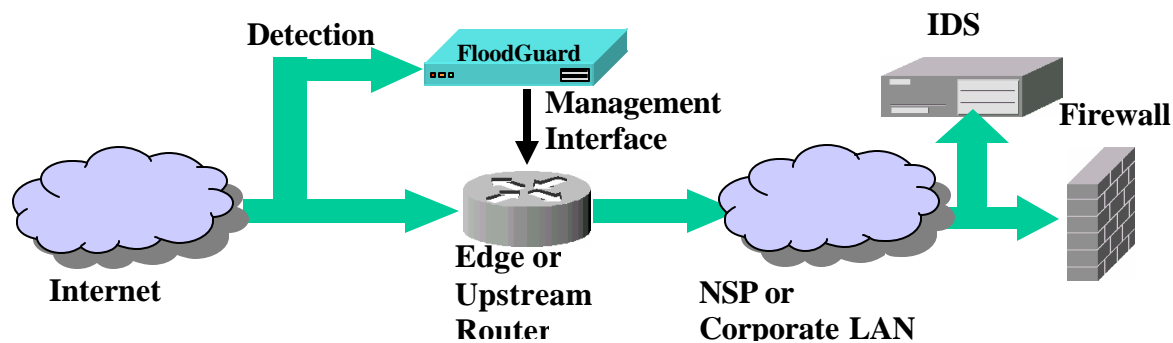 IDS
Detection
FloodGuard
Management
Interface
Firewall
Internet
Edge or
Upstream
Router
NSP or
Corporate LAN